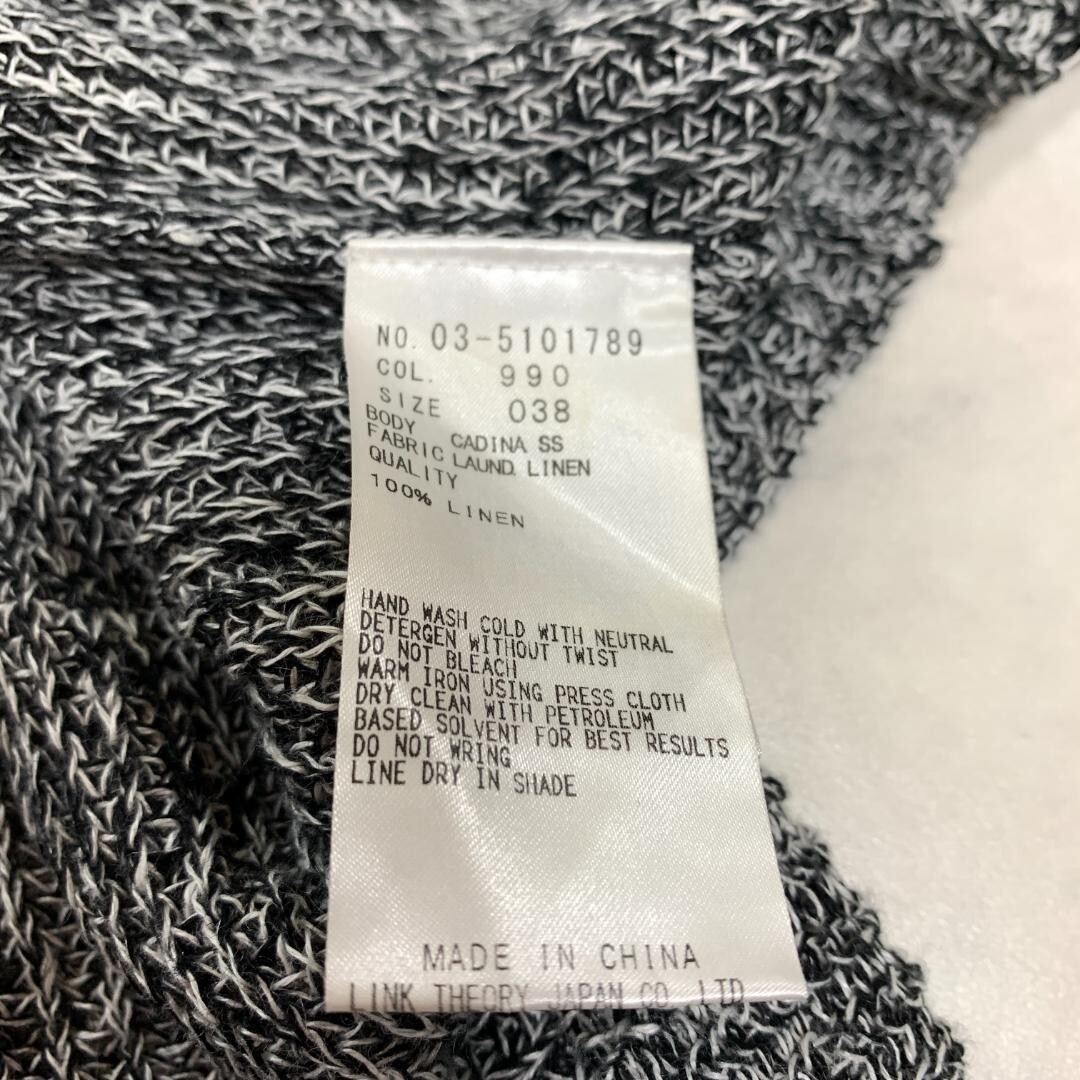 NO. 03-5101789
COL. 990
SIZE 038
BODY CADINA SS
FABRIC LAUND. LINEN
QUALITY
100% LINEN
HAND WASH COLD WITH NEUTRAL
DETERGEN WITHOUT TWIST
DO NOT BLEACH
WARM IRON USING PRESS CLOTH
DRY CLEAN WITH PETROLEUM
BASED SOLVENT FOR BEST RESULTS
DO NOT WRING
LINE DRY IN SHADE
MADE IN CHINA
LINK THEORY JAPAN CO. LTD